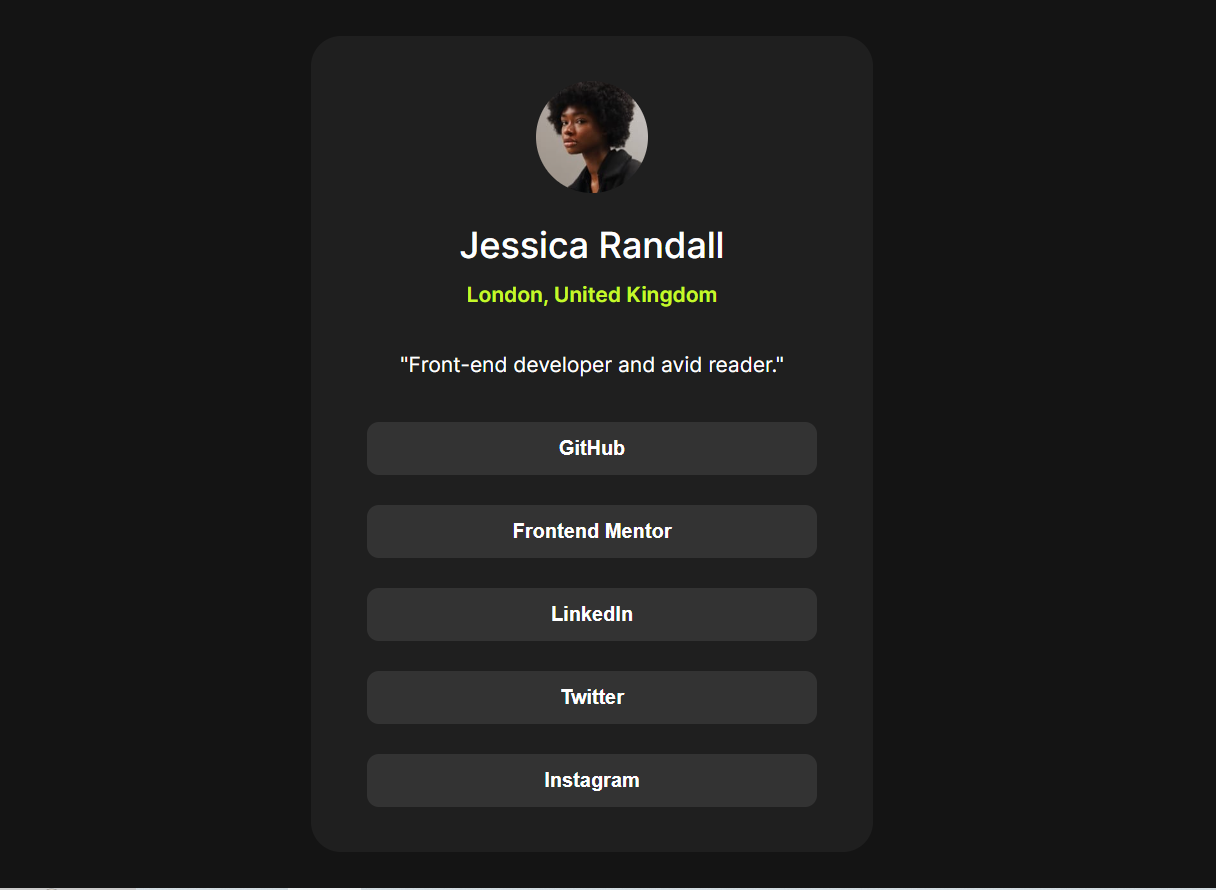 Jessica Randall
London, United Kingdom
"Front-end developer and avid reader."
GitHub
Frontend Mentor
LinkedIn
Twitter
Instagram